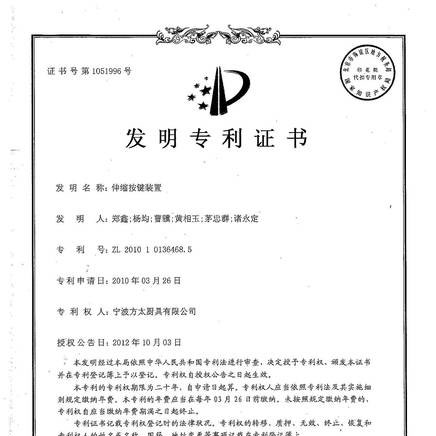 证书号第1051996号
发明专利证书
发 明 名 称：伸缩按键装置
发 明 人：郑鑫;杨均;曹骥;黄相玉;茅忠群;诸永定
专 利 号：ZL 2010 1 0136468.5
专利申请日：2010年03月26日
专 利 权 人：宁波方太厨具有限公司
授权公告日：2012年10月03日
本发明经过本局依照中华人民共和国专利法进行审查，决定授予专利权，颁发本证书
并在专利登记簿上予以登记。专利权自授权公告之日起生效。
本专利的专利权期限为二十年，自申请日起算。专利权人应当依照专利法及其实施细
则规定缴纳年费。本专利的年费应当在每年03月26日前缴纳。未按照规定缴纳年费的，
专利权自应当缴纳年费期满之日起终止。
专利证书记载专利权登记时的法律状况。专利权的转移、质押、无效、终止、恢复和